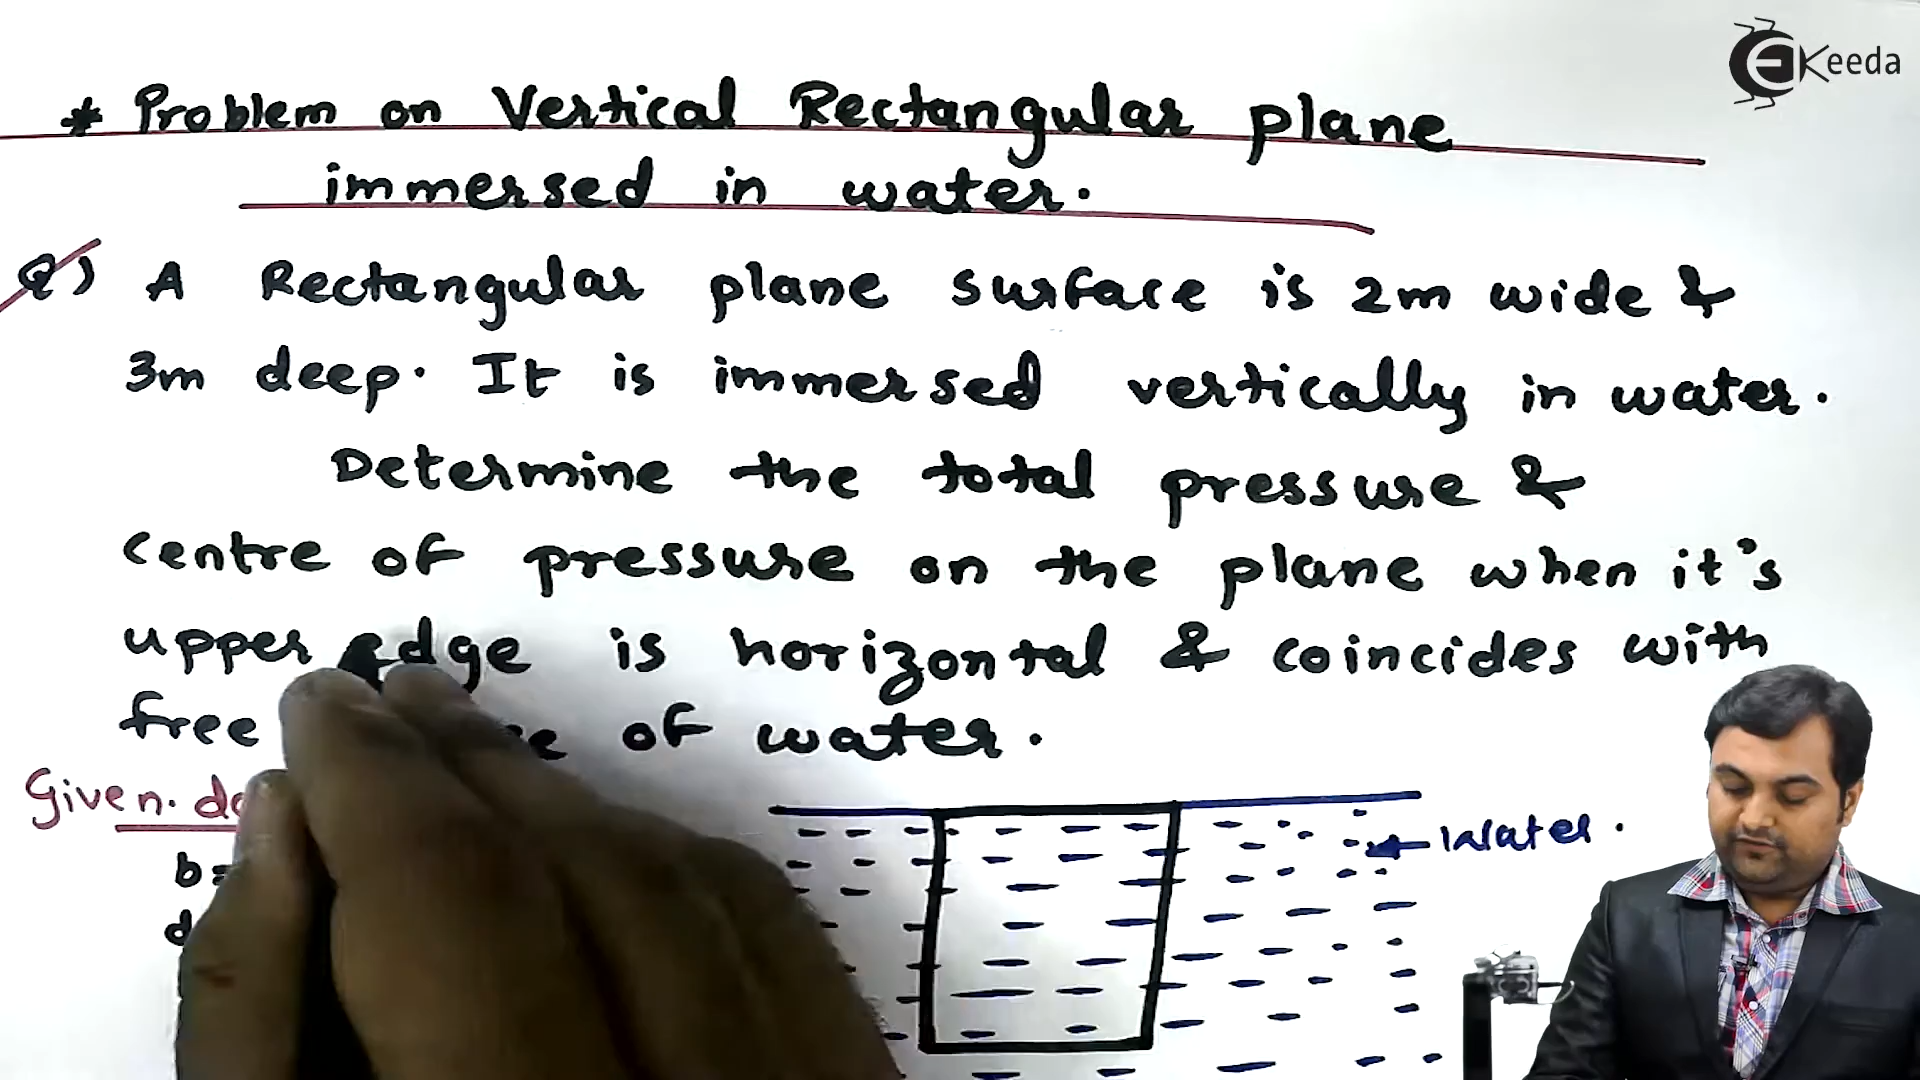 EKeeda
* Problem on Vertical Rectangular plane
immersed in water.
Q) A Rectangular plane surface is 2m wide &
3m deep. It is immersed vertically in water.
Determine the total pressure &
centre of pressure on the plane when it's
upper edge is horizontal & coincides with
free of water.
Given.
b=
d
Water.